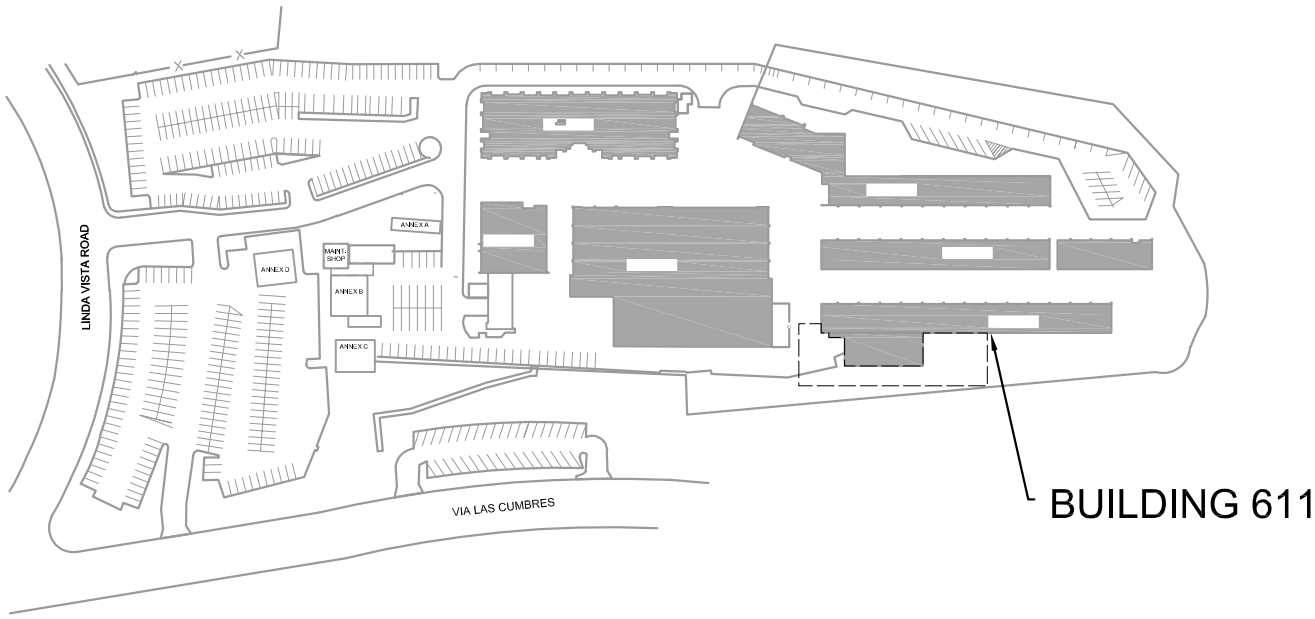 ANNEX A
LINDA VISTA ROAD
MAINT.
SHOP
ANNEX D
ANNEX B
ANNEX C
VIA LAS CUMBRES
BUILDING 611